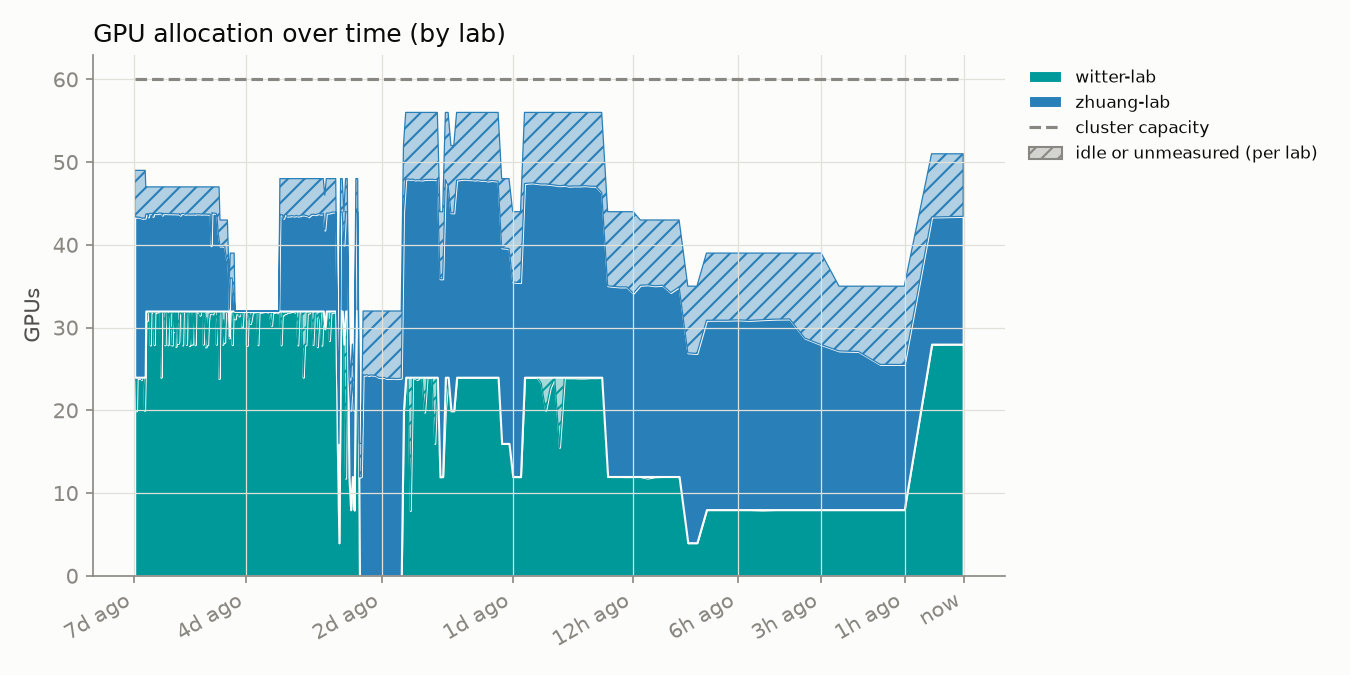 GPU allocation over time (by lab)
GPUs
60
50
40
30
20
10
0
7d ago
4d ago
2d ago
1d ago
12h ago
6h ago
3h ago
1h ago
now
witter-lab
zhuang-lab
cluster capacity
idle or unmeasured (per lab)